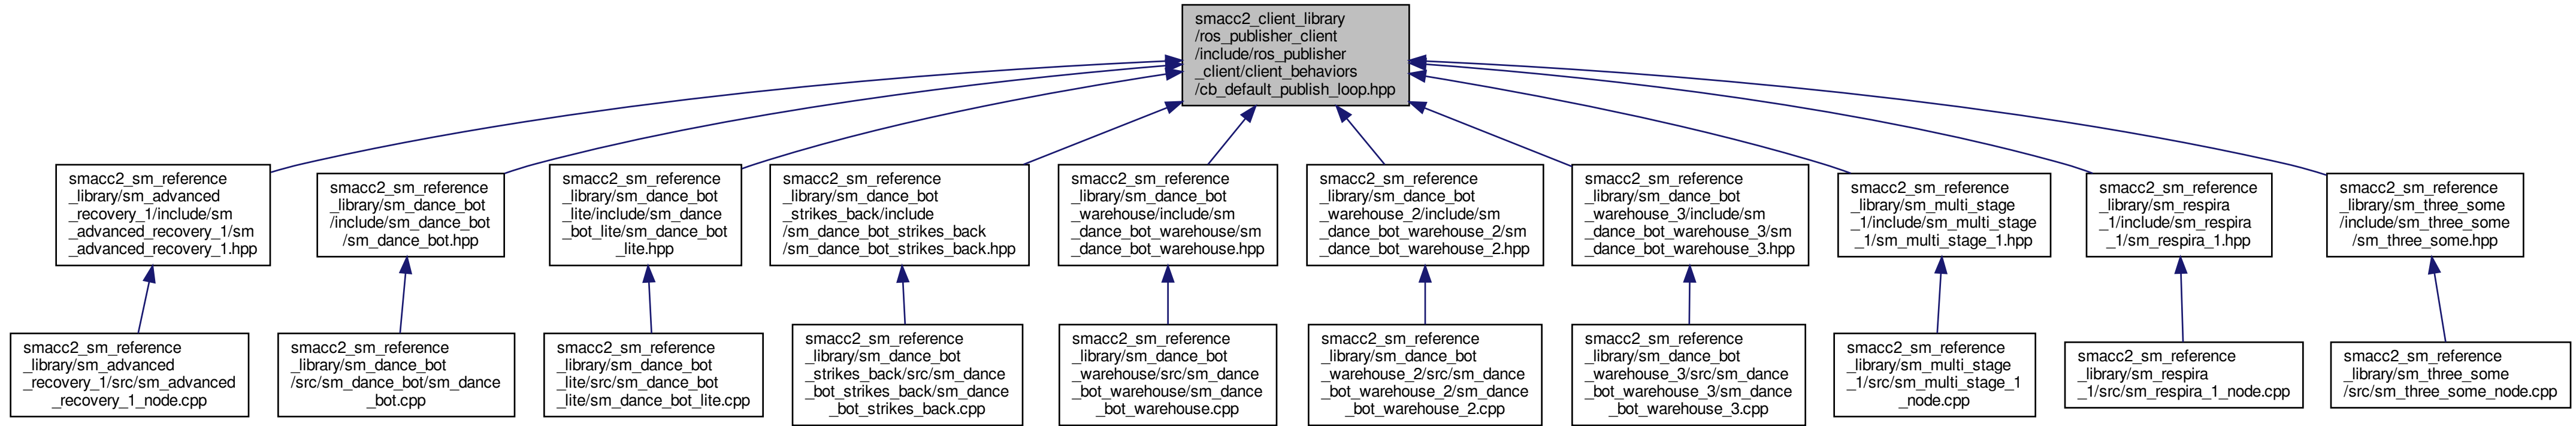 smacc2_client_library
/ros_publisher_client
/include/ros_publisher
_client/client_behaviors
/cb_default_publish_loop.hpp
smacc2_sm_reference
_library/sm_advanced
_recovery_1/include/sm
_advanced_recovery_1/sm
_advanced_recovery_1.hpp
smacc2_sm_reference
_library/sm_dance_bot
/include/sm_dance_bot
/sm_dance_bot.hpp
smacc2_sm_reference
_library/sm_dance_bot
_lite/include/sm_dance
_bot_lite/sm_dance_bot
_lite.hpp
smacc2_sm_reference
_library/sm_dance_bot
_strikes_back/include
/sm_dance_bot_strikes_back
/sm_dance_bot_strikes_back.hpp
smacc2_sm_reference
_library/sm_dance_bot
_warehouse/include/sm
_dance_bot_warehouse/sm
_dance_bot_warehouse.hpp
smacc2_sm_reference
_library/sm_dance_bot
_warehouse_2/include/sm
_dance_bot_warehouse_2/sm
_dance_bot_warehouse_2.hpp
smacc2_sm_reference
_library/sm_dance_bot
_warehouse_3/include/sm
_dance_bot_warehouse_3/sm
_dance_bot_warehouse_3.hpp
smacc2_sm_reference
_library/sm_multi_stage
_1/include/sm_multi_stage
_1/sm_multi_stage_1.hpp
smacc2_sm_reference
_library/sm_respira
_1/include/sm_respira
_1/sm_respira_1.hpp
smacc2_sm_reference
_library/sm_three_some
/include/sm_three_some
/sm_three_some.hpp
smacc2_sm_reference
_library/sm_advanced
_recovery_1/src/sm_advanced
_recovery_1_node.cpp
smacc2_sm_reference
_library/sm_dance_bot
/src/sm_dance_bot/sm_dance
_bot.cpp
smacc2_sm_reference
_library/sm_dance_bot
_lite/src/sm_dance_bot
_lite/sm_dance_bot_lite.cpp
smacc2_sm_reference
_library/sm_dance_bot
_strikes_back/src/sm_dance
_bot_strikes_back/sm_dance
_bot_strikes_back.cpp
smacc2_sm_reference
_library/sm_dance_bot
_warehouse/src/sm_dance
_bot_warehouse/sm_dance
_bot_warehouse.cpp
smacc2_sm_reference
_library/sm_dance_bot
_warehouse_2/src/sm_dance
_bot_warehouse_2/sm_dance
_bot_warehouse_2.cpp
smacc2_sm_reference
_library/sm_dance_bot
_warehouse_3/src/sm_dance
_bot_warehouse_3/sm_dance
_bot_warehouse_3.cpp
smacc2_sm_reference
_library/sm_multi_stage
_1/src/sm_multi_stage_1
_node.cpp
smacc2_sm_reference
_library/sm_respira
_1/src/sm_respira_1_node.cpp
smacc2_sm_reference
_library/sm_three_some
/src/sm_three_some_node.cpp